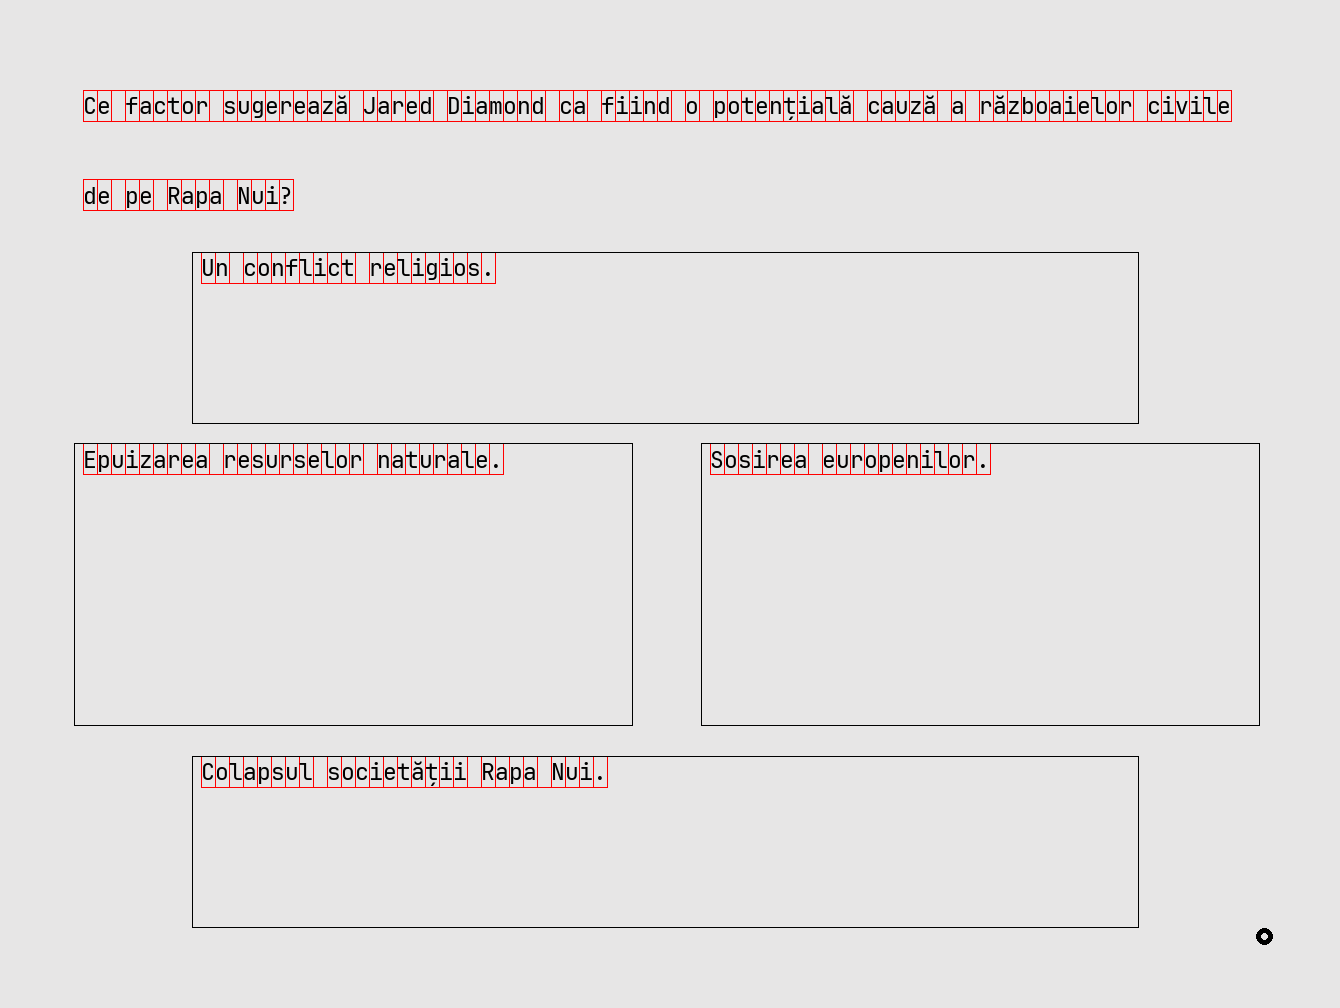 Ce factor sugerează Jared Diamond ca fiind o potențială cauză a războaielor civile
de pe Rapa Nui?
Un conflict religios.
Epuizarea resurselor naturale.
Sosirea europenilor.
Colapsul societății Rapa Nui.